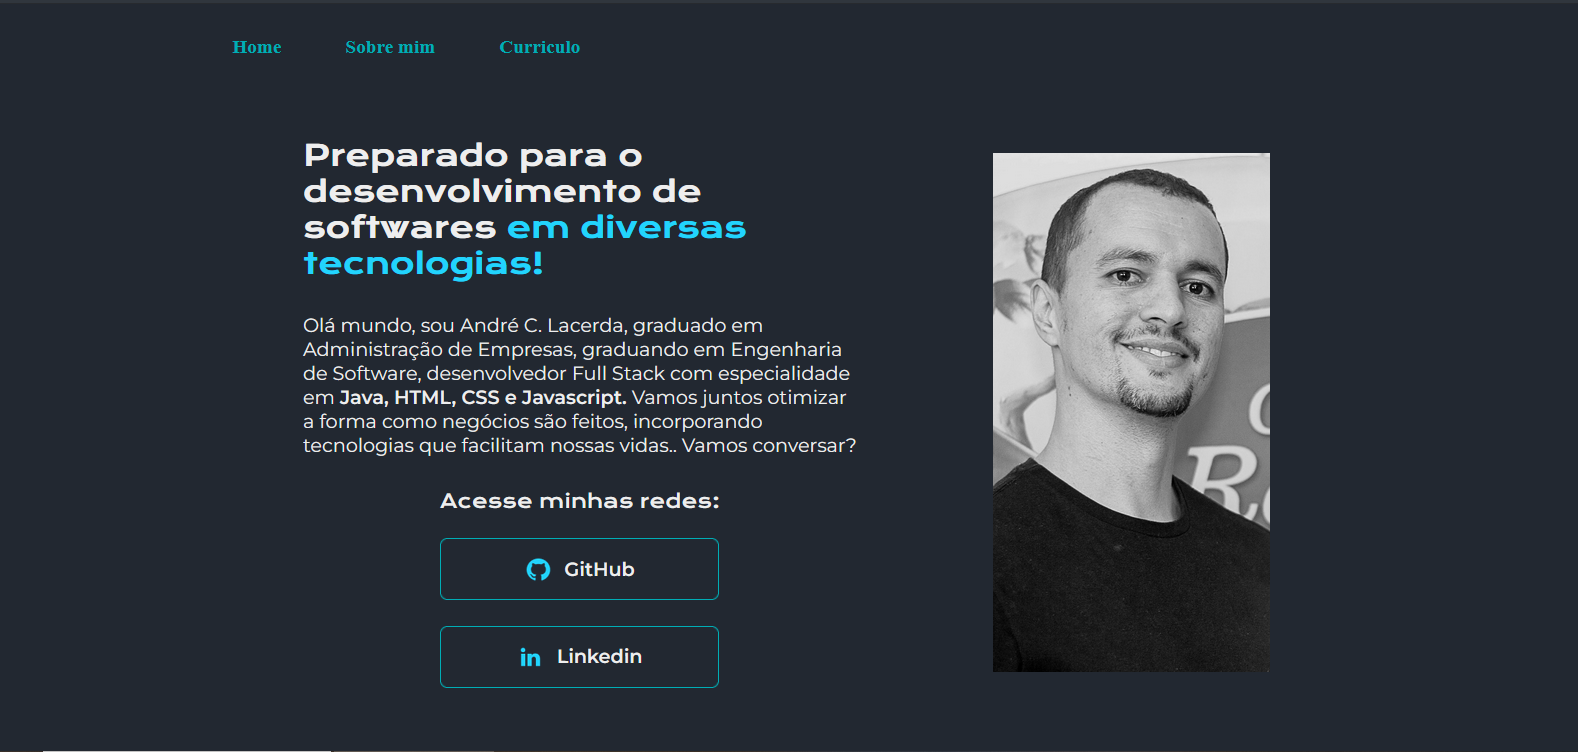 Home Sobre mim Curriculo
Preparado para o
desenvolvimento de
softwares em diversas
tecnologias!
Olá mundo, sou André C. Lacerda, graduado em
Administração de Empresas, graduando em Engenharia
de Software, desenvolvedor Full Stack com especialidade
em Java, HTML, CSS e Javascript. Vamos juntos otimizar
a forma como negócios são feitos, incorporando
tecnologias que facilitam nossas vidas.. Vamos conversar?
Acesse minhas redes:
GitHub
in Linkedin